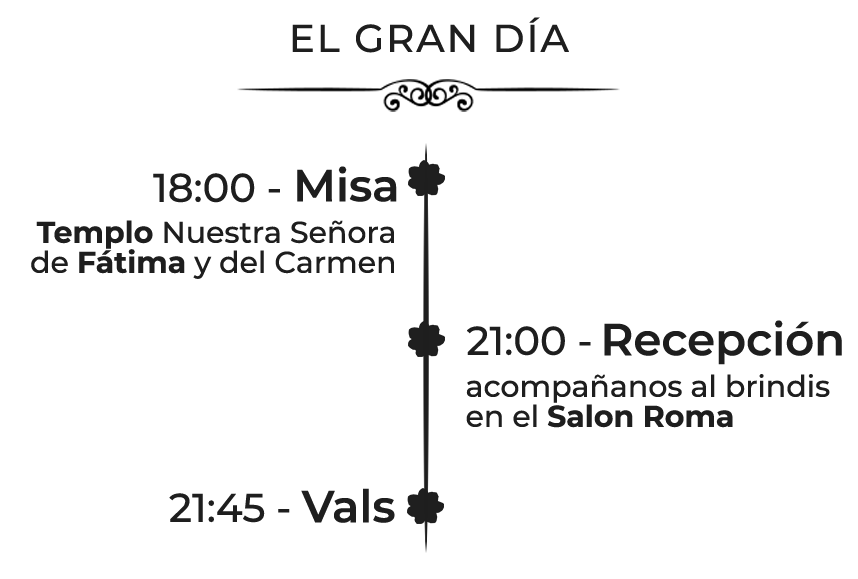 EL GRAN DÍA
18:00 - Misa
Templo Nuestra Señora
de Fátima y del Carmen
21:00 - Recepción
acompañanos al brindis
en el Salon Roma
21:45 - Vals